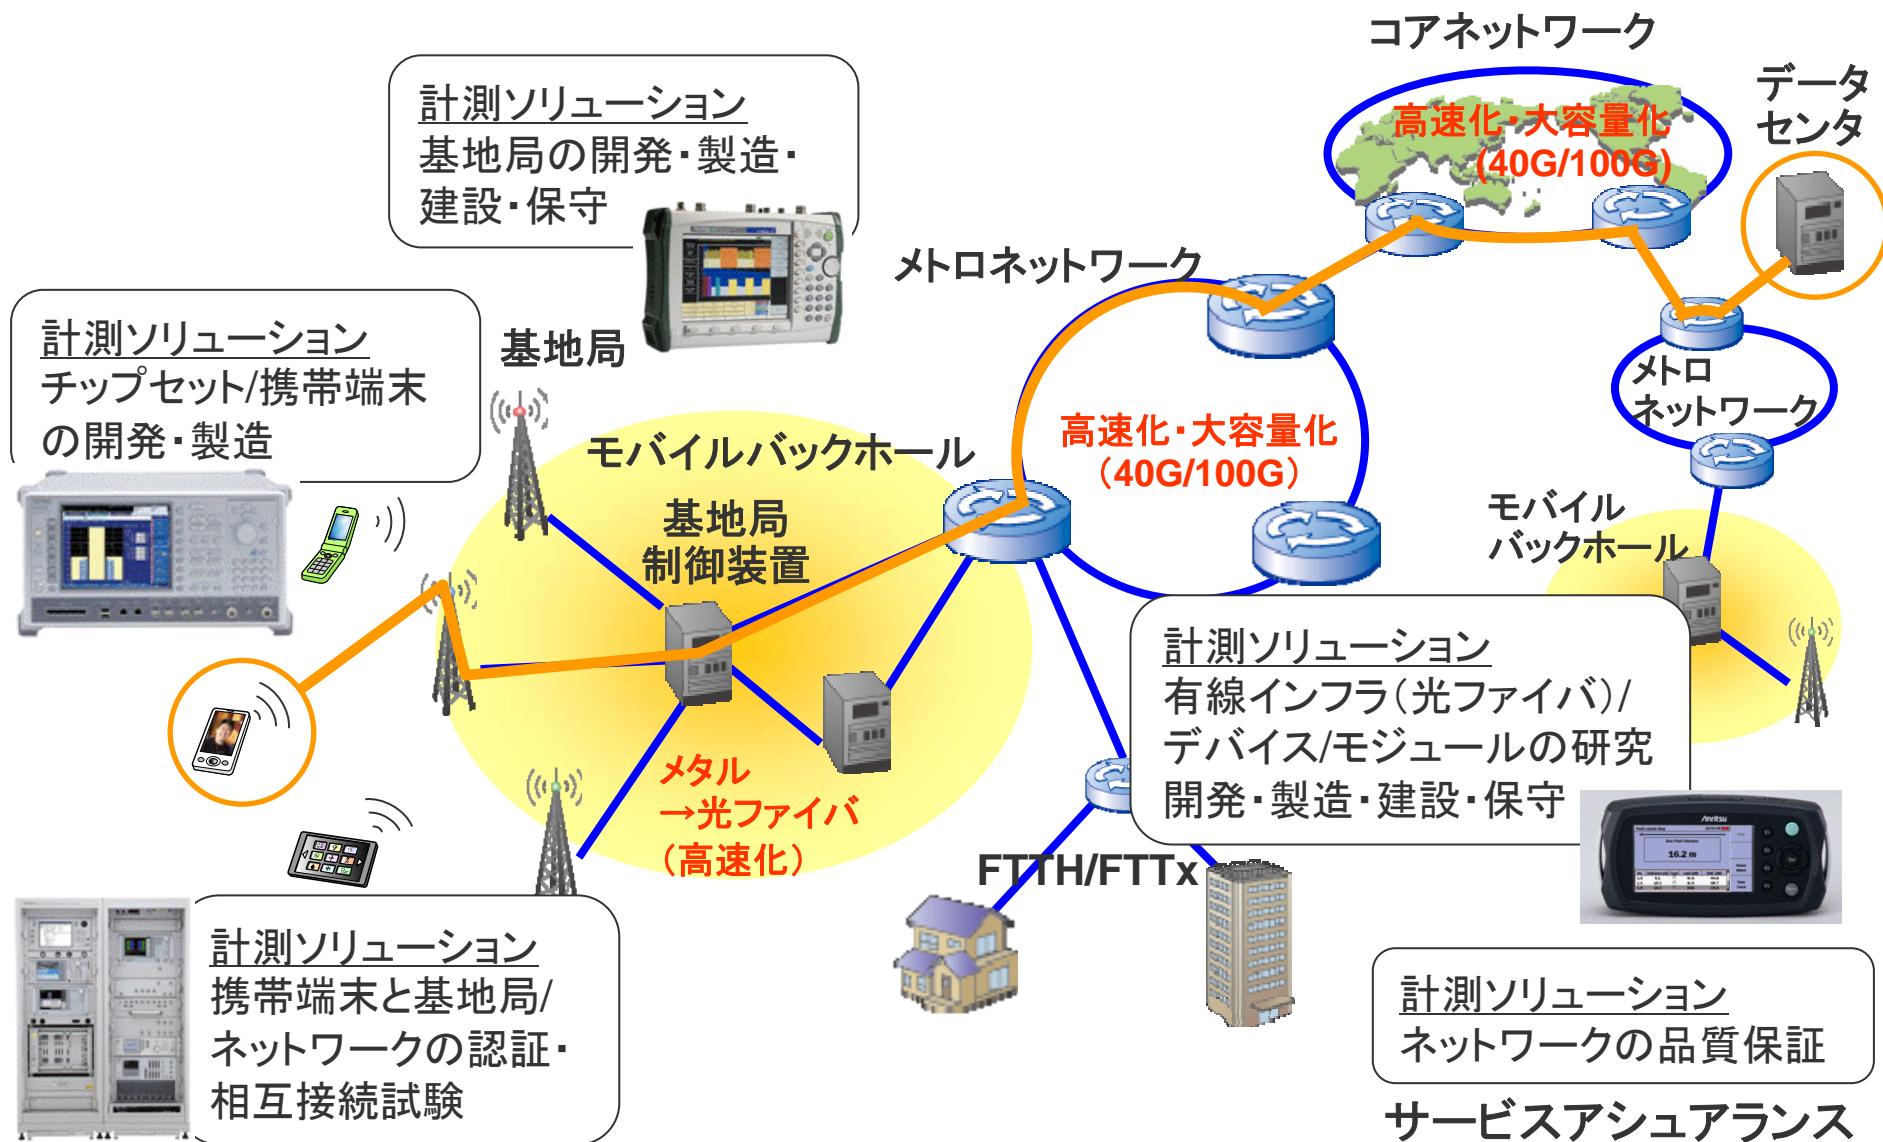 コアネットワーク
データ
センタ
高速化・大容量化
(40G/100G)
計測ソリューション
基地局の開発・製造・
建設・保守
メトロネットワーク
計測ソリューション
チップセット/携帯端末
の開発・製造
基地局
メトロ
ネットワーク
高速化・大容量化
（40G/100G）
モバイルバックホール
基地局
制御装置
モバイル
バックホール
計測ソリューション
有線インフラ（光ファイバ）/
デバイス/モジュールの研究
開発・製造・建設・保守
メタル
→光ファイバ
（高速化）
Anritsu
16.2 m
FTTH/FTTx
計測ソリューション
携帯端末と基地局/
ネットワークの認証・
相互接続試験
計測ソリューション
ネットワークの品質保証
サービスアシュアランス